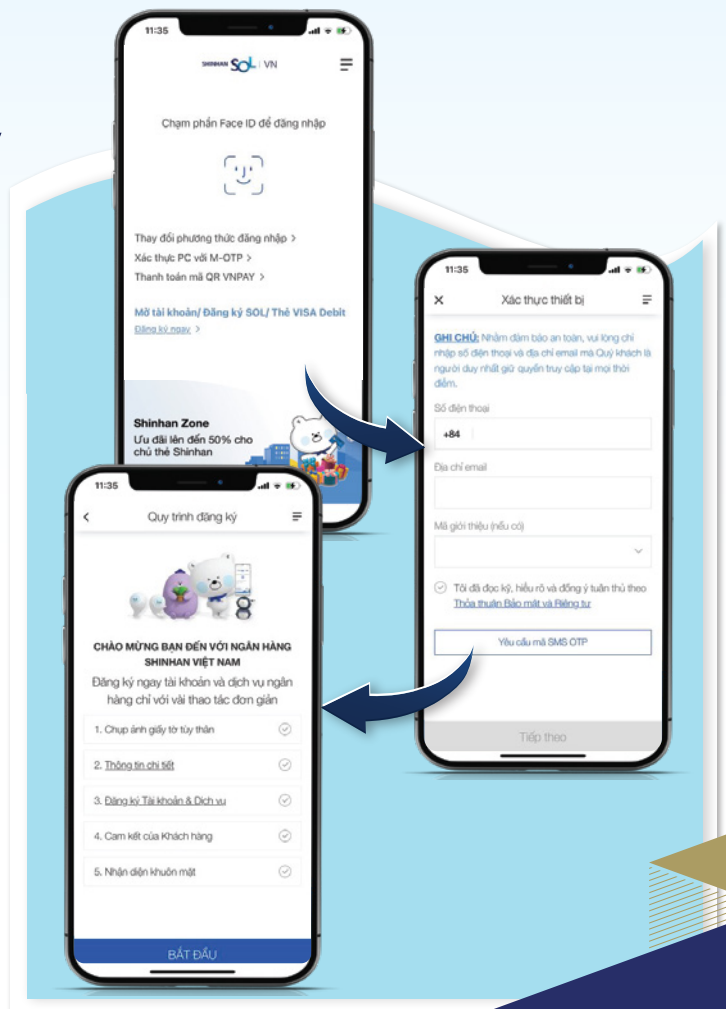 11:35
SHINHAN SOL VN
Chạm phần Face ID để đăng nhập
Thay đổi phương thức đăng nhập >
Xác thực PC với M-OTP >
Thanh toán mã QR VNPAY >
Mở tài khoản/ Đăng ký SOL/ Thẻ VISA Debit
Đăng ký ngay >
Shinhan Zone
Ưu đãi lên đến 50% cho
chủ thẻ Shinhan
11:35
Xác thực thiết bị
GHI CHÚ: Nhằm đảm bảo an toàn, vui lòng chỉ
nhập số điện thoại và địa chỉ email mà Quý khách là
người duy nhất giữ quyền truy cập tại mọi thời
điểm.
Số điện thoại
+84
Địa chỉ email
Mã giới thiệu (nếu có)
Tôi đã đọc kỹ, hiểu rõ và đồng ý tuân thủ theo
Thỏa thuận Bảo mật và Riêng tư
Yêu cầu mã SMS OTP
Tiếp theo
11:35
Quy trình đăng ký
CHÀO MỪNG BẠN ĐẾN VỚI NGÂN HÀNG
SHINHAN VIỆT NAM
Đăng ký ngay tài khoản và dịch vụ ngân
hàng chỉ với vài thao tác đơn giản
1. Chụp ảnh giấy tờ tùy thân
2. Thông tin chi tiết
3. Đăng ký Tài khoản & Dịch vụ
4. Cam kết của Khách hàng
5. Nhận diện khuôn mặt
BẮT ĐẦU